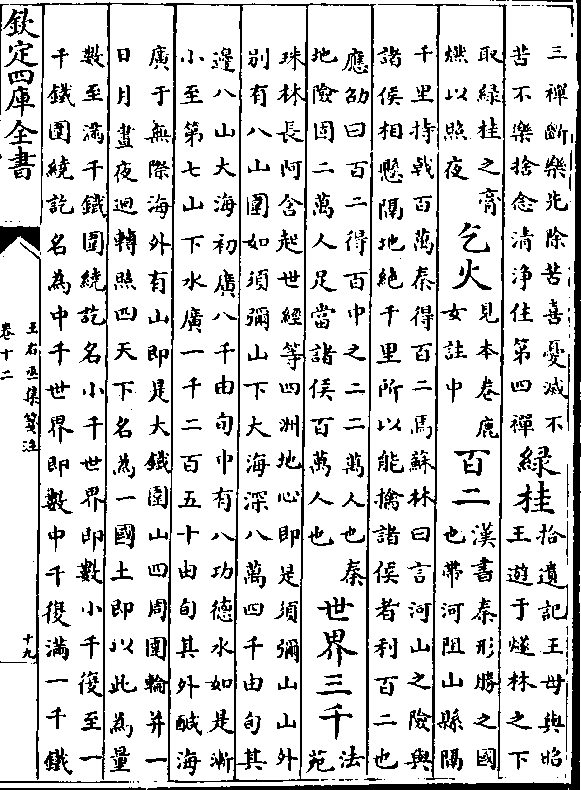 三禪斷樂先除苦喜憂滅不
苦不樂捨念清淨住第四禪
綠桂
拾遺記王母與昭
王遊于燧林之下
取綠桂之膏
燃以照夜
乞火
見本卷鹿
女註中
百二
漢書秦形勝之國
也帶河阻山縣隔
千里持戟百萬秦得百二焉蘇林曰言河山之險與
諸侯相懸隔地絕千里所以能擒諸侯者利百二也
應劭曰百二得百中之二二萬人也秦
地險固二萬人足當諸侯百萬人也
世界三千
法
苑
珠林長阿含起世經等四洲地心即是須彌山山外
別有八山圍如須彌山下大海深八萬四千由旬其
邊八山大海初廣八千由旬中有八功德水如是漸
小至第七山下水廣一千二百五十由旬其外鹹海
廣于無際海外有山即是大鐵圍山四周圍輪并一
日月晝夜迴轉照四天下名為一國土即以此為量
數至滿千鐵圍繞訖名小千世界即數小千復至一
千鐵圍繞訖名為中千世界即數中千復滿一千鐵
欽定四庫全書
王右丞集箋注
卷十二
十九